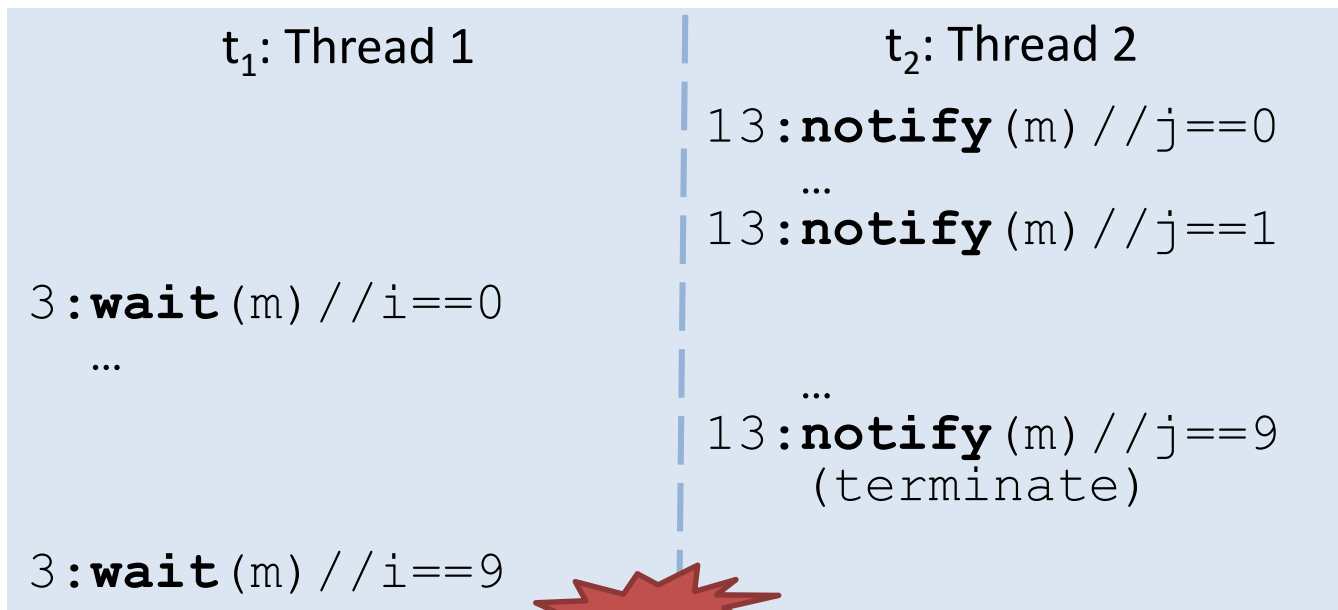 t₁: Thread 1
t₂: Thread 2
13:notify(m)//j==0
…
13:notify(m)//j==1
3:wait(m)//i==0
…
…
13:notify(m)//j==9
(terminate)
3:wait(m)//i==9